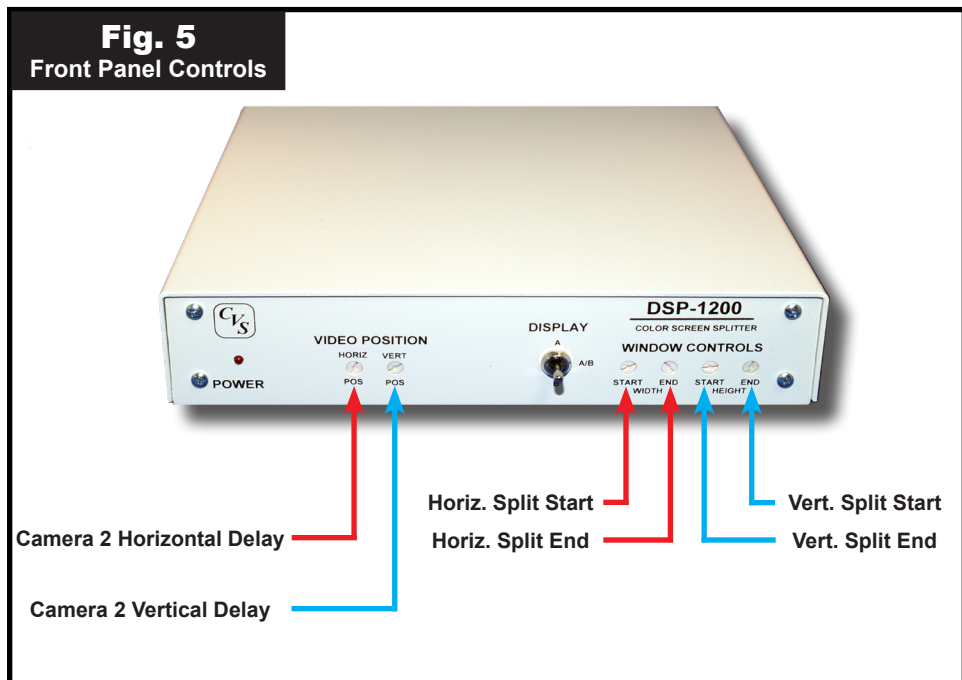 Fig. 5
Front Panel Controls
CVS
POWER
VIDEO POSITION
HORIZ VERT
POS POS
DISPLAY
A
A/B
DSP-1200
COLOR SCREEN SPLITTER
WINDOW CONTROLS
START END START END
WIDTH HEIGHT
Horiz. Split Start
Vert. Split Start
Camera 2 Horizontal Delay
Horiz. Split End
Vert. Split End
Camera 2 Vertical Delay